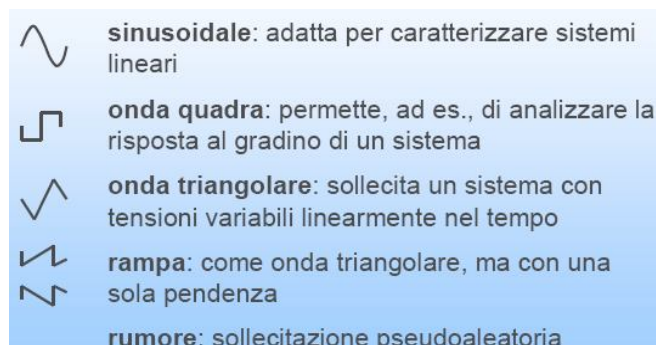 sinusoidale: adatta per caratterizzare sistemi
lineari
onda quadra: permette, ad es., di analizzare la
risposta al gradino di un sistema
onda triangolare: sollecita un sistema con
tensioni variabili linearmente nel tempo
rampa: come onda triangolare, ma con una
sola pendenza
rumore: sollecitazione pseudoaleatoria